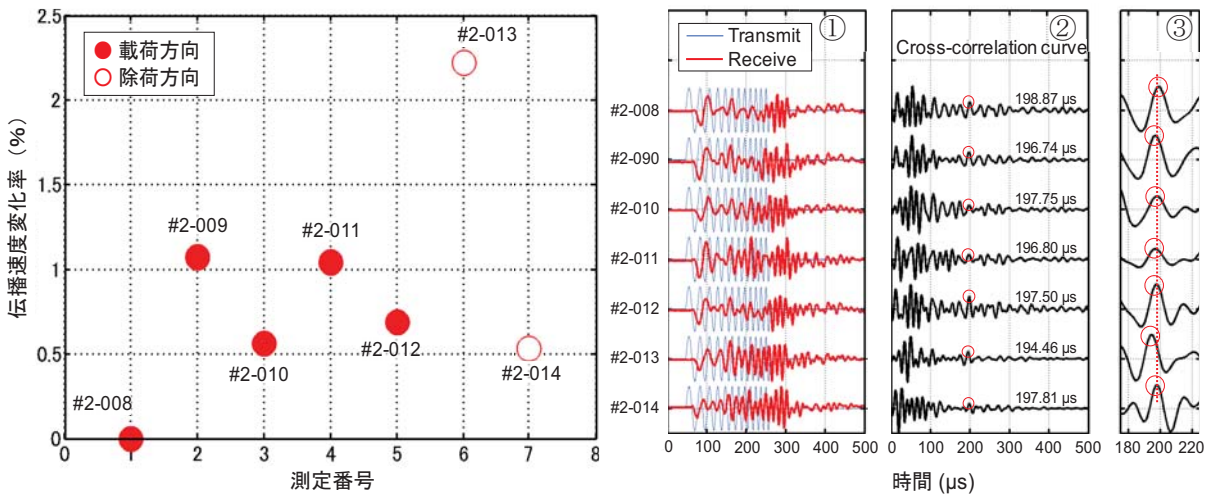 2.5
2
1.5
1
0.5
0
伝播速度変化率 (%)
載荷方向
除荷方向
#2-013
#2-009
#2-011
#2-010
#2-012
#2-014
#2-008
0 1 2 3 4 5 6 7 8
測定番号
①
Transmit
Receive
#2-008
#2-090
#2-010
#2-011
#2-012
#2-013
#2-014
0 100 200 300 400 500
②
Cross-correlation curve
198.87 µs
196.74 µs
197.75 µs
196.80 µs
197.50 µs
194.46 µs
197.81 µs
0 100 200 300 400 500
時間 (µs)
③
180 200 220